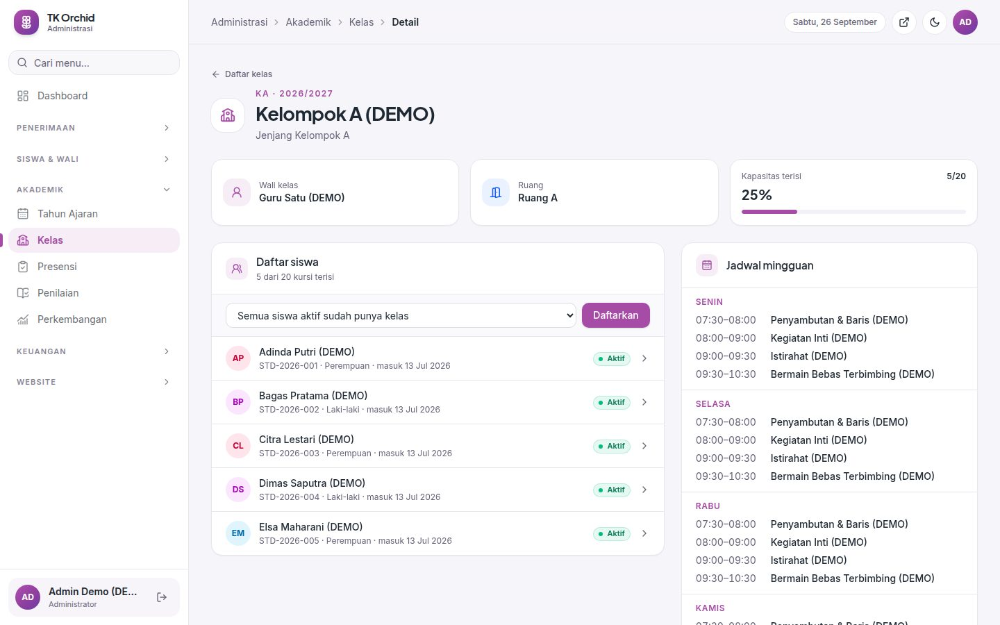 TK Orchid
Administrasi
Cari menu...
Dashboard
PENERIMAAN
SISWA & WALI
AKADEMIK
Tahun Ajaran
Kelas
Presensi
Penilaian
Perkembangan
KEUANGAN
WEBSITE
AD
Admin Demo (DE...
Administrator
Administrasi > Akademik > Kelas > Detail
Sabtu, 26 September
AD
Daftar kelas
KA · 2026/2027
Kelompok A (DEMO)
Jenjang Kelompok A
Wali kelas
Guru Satu (DEMO)
Ruang
Ruang A
Kapasitas terisi 5/20
25%
Daftar siswa
5 dari 20 kursi terisi
Semua siswa aktif sudah punya kelas
Daftarkan
AP
Adinda Putri (DEMO)
STD-2026-001 · Perempuan · masuk 13 Jul 2026
Aktif
BP
Bagas Pratama (DEMO)
STD-2026-002 · Laki-laki · masuk 13 Jul 2026
Aktif
CL
Citra Lestari (DEMO)
STD-2026-003 · Perempuan · masuk 13 Jul 2026
Aktif
DS
Dimas Saputra (DEMO)
STD-2026-004 · Laki-laki · masuk 13 Jul 2026
Aktif
EM
Elsa Maharani (DEMO)
STD-2026-005 · Perempuan · masuk 13 Jul 2026
Aktif
Jadwal mingguan
SENIN
07:30–08:00 Penyambutan & Baris (DEMO)
08:00–09:00 Kegiatan Inti (DEMO)
09:00–09:30 Istirahat (DEMO)
09:30–10:30 Bermain Bebas Terbimbing (DEMO)
SELASA
07:30–08:00 Penyambutan & Baris (DEMO)
08:00–09:00 Kegiatan Inti (DEMO)
09:00–09:30 Istirahat (DEMO)
09:30–10:30 Bermain Bebas Terbimbing (DEMO)
RABU
07:30–08:00 Penyambutan & Baris (DEMO)
08:00–09:00 Kegiatan Inti (DEMO)
09:00–09:30 Istirahat (DEMO)
09:30–10:30 Bermain Bebas Terbimbing (DEMO)
KAMIS
07:30–08:00 Penyambutan & Baris (DEMO)